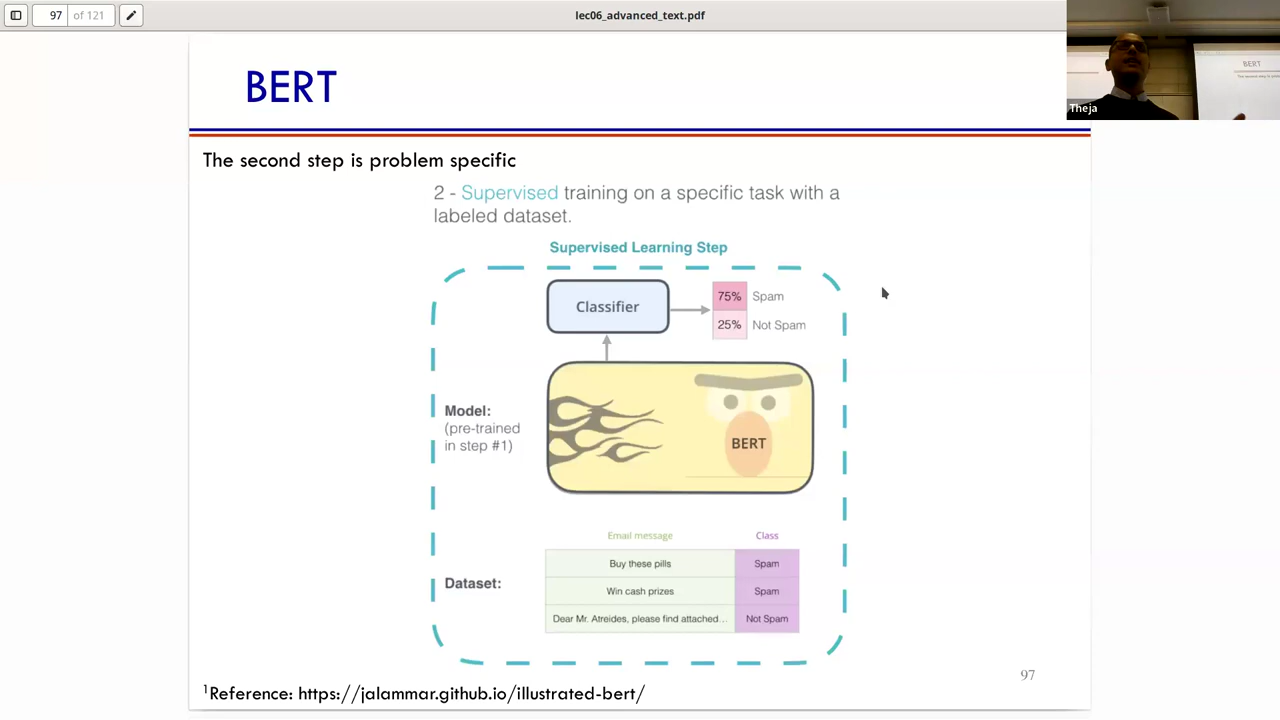 97 of 121
lec06_advanced_text.pdf
Theja
BERT
The second step is problem specific
2 - Supervised training on a specific task with a
labeled dataset.
Supervised Learning Step
Classifier
75% Spam
25% Not Spam
Model:
(pre-trained
in step #1)
BERT
Email message Class
Dataset:
Buy these pills Spam
Win cash prizes Spam
Dear Mr. Atreides, please find attached... Not Spam
97
1Reference: https://jalammar.github.io/illustrated-bert/
BERT